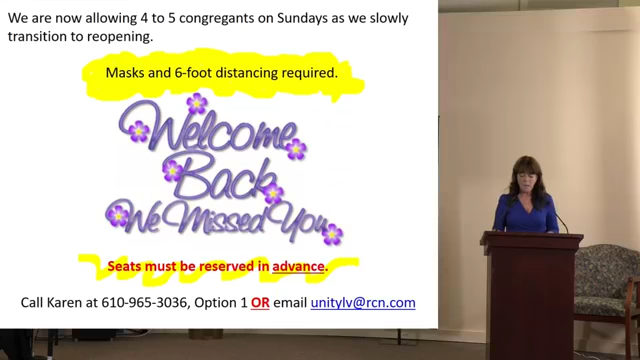 We are now allowing 4 to 5 congregants on Sundays as we slowly
transition to reopening.
Masks and 6-foot distancing required.
Welcome
Back
We Missed You
Seats must be reserved in advance.
Call Karen at 610-965-3036, Option 1 OR email unitylv@rcn.com